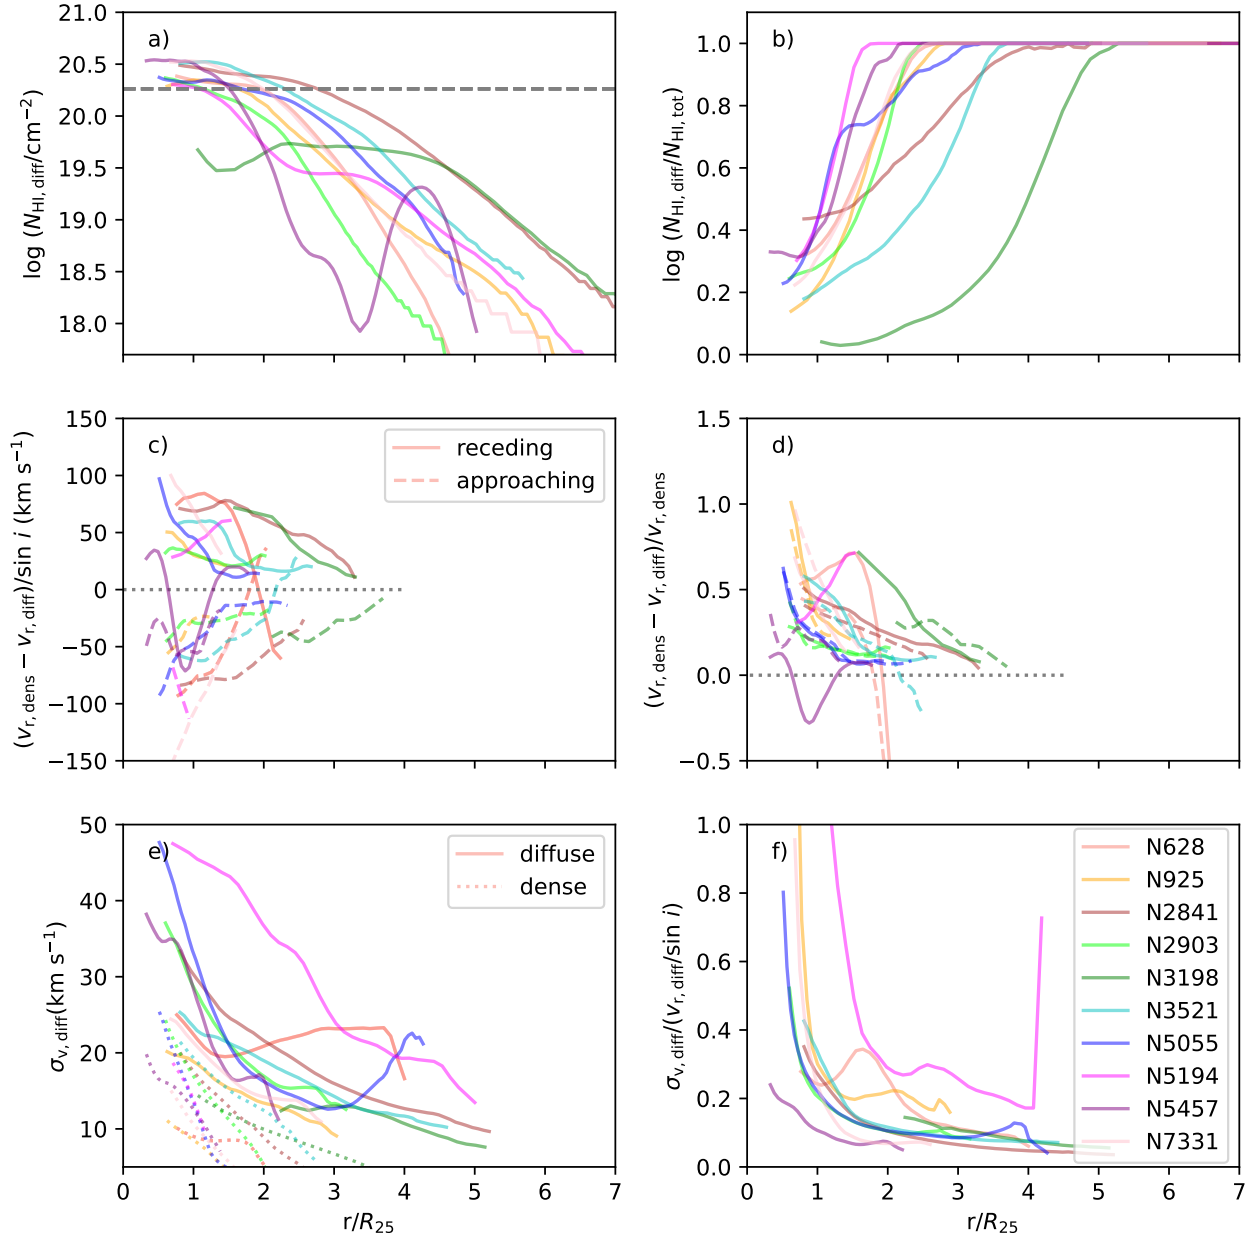 a)
21.0
20.5
20.0
19.5
19.0
18.5
18.0
log (N_HI, diff/cm⁻²)
b)
1.0
0.8
0.6
0.4
0.2
0.0
log (N_HI, diff/N_HI, tot)
c)
150
100
50
0
−50
−100
−150
(v_r, dens − v_r, diff)/sin i (km s⁻¹)
receding
approaching
d)
1.5
1.0
0.5
0.0
−0.5
(v_r, dens − v_r, diff)/v_r, dens
e)
50
40
30
20
10
σ_v, diff(km s⁻¹)
diffuse
dense
0 1 2 3 4 5 6 7
r/R₂₅
f)
1.0
0.8
0.6
0.4
0.2
0.0
σ_v, diff/(v_r, diff/sin i)
N628
N925
N2841
N2903
N3198
N3521
N5055
N5194
N5457
N7331
0 1 2 3 4 5 6 7
r/R₂₅